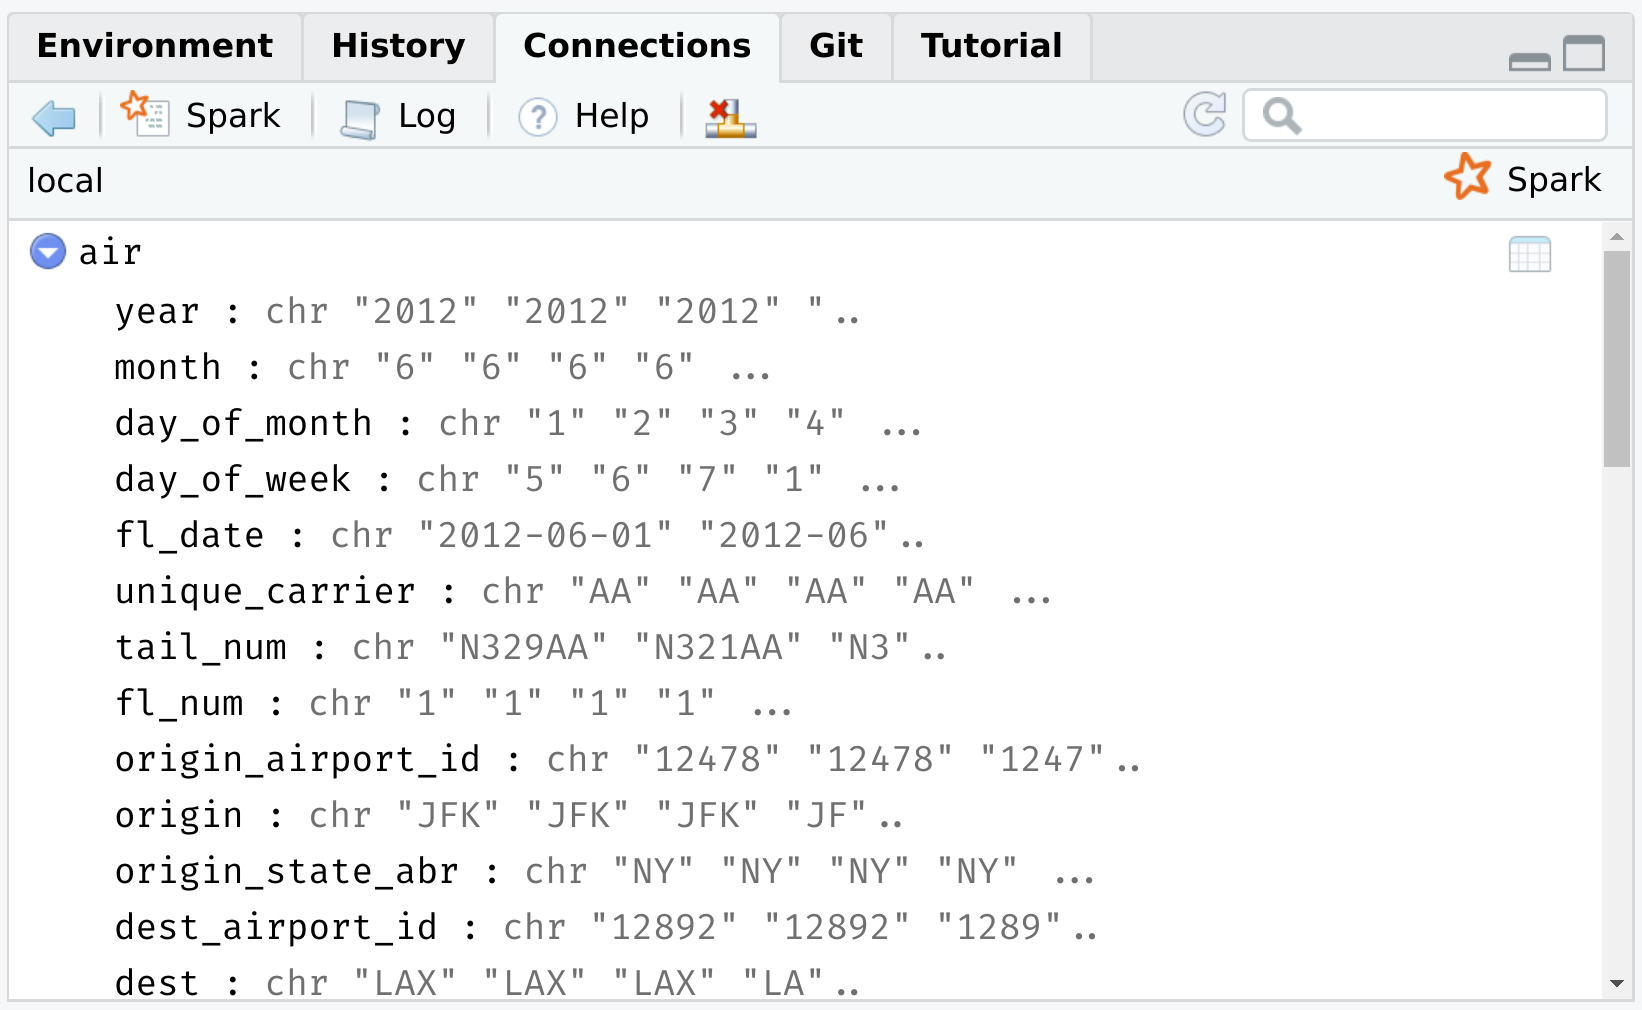 Environment History Connections Git Tutorial
Spark Log ? Help
local Spark
air
year : chr "2012" "2012" "2012" "..
month : chr "6" "6" "6" "6" ...
day_of_month : chr "1" "2" "3" "4" ...
day_of_week : chr "5" "6" "7" "1" ...
fl_date : chr "2012-06-01" "2012-06"..
unique_carrier : chr "AA" "AA" "AA" "AA" ...
tail_num : chr "N329AA" "N321AA" "N3"..
fl_num : chr "1" "1" "1" "1" ...
origin_airport_id : chr "12478" "12478" "1247"..
origin : chr "JFK" "JFK" "JFK" "JF"..
origin_state_abr : chr "NY" "NY" "NY" "NY" ...
dest_airport_id : chr "12892" "12892" "1289"..
dest : chr "LAX" "LAX" "LAX" "LA"..